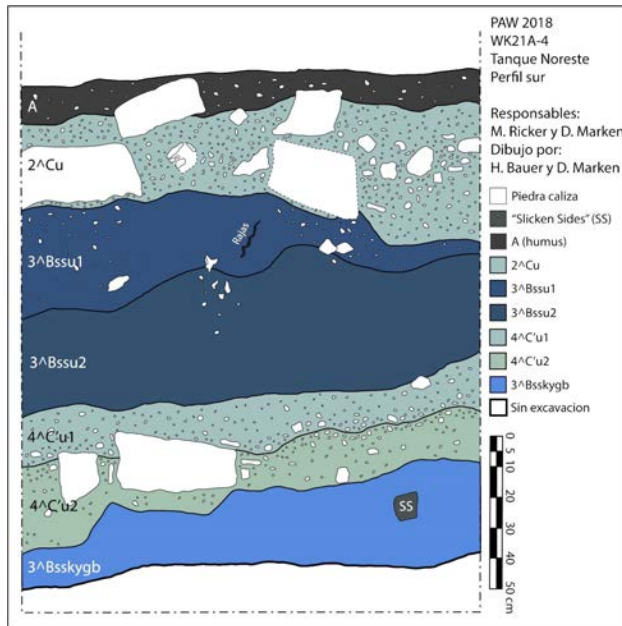 PAW 2018
WK21A-4
Tanque Noreste
Perfil sur
Responsables:
M. Ricker y D. Marken
Dibujo por:
H. Bauer y D. Marken
Piedra caliza
"Slicken Sides" (SS)
A (humus)
2^Cu
3^Bssu1
3^Bssu2
4^C'u1
4^C'u2
3^Bsskygb
Sin excavacion
0
5
10
20
30
40
50 cm
A
2^Cu
Rajas
3^Bssu1
3^Bssu2
4^C'u1
4^C'u2
SS
3^Bsskygb